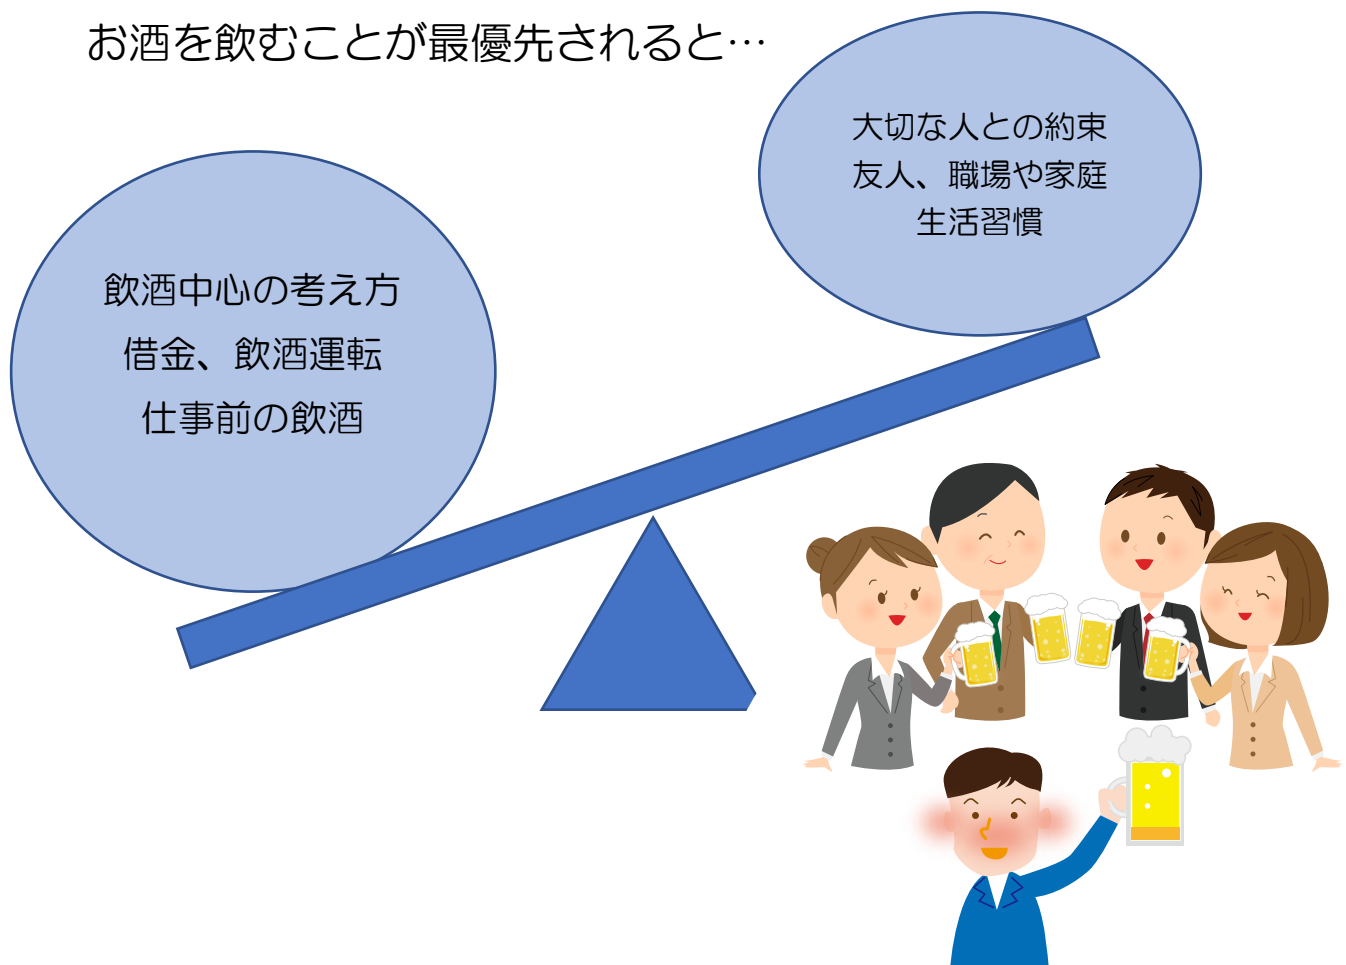 お酒を飲むことが最優先されると…
大切な人との約束
友人、職場や家庭
生活習慣
飲酒中心の考え方
借金、飲酒運転
仕事前の飲酒